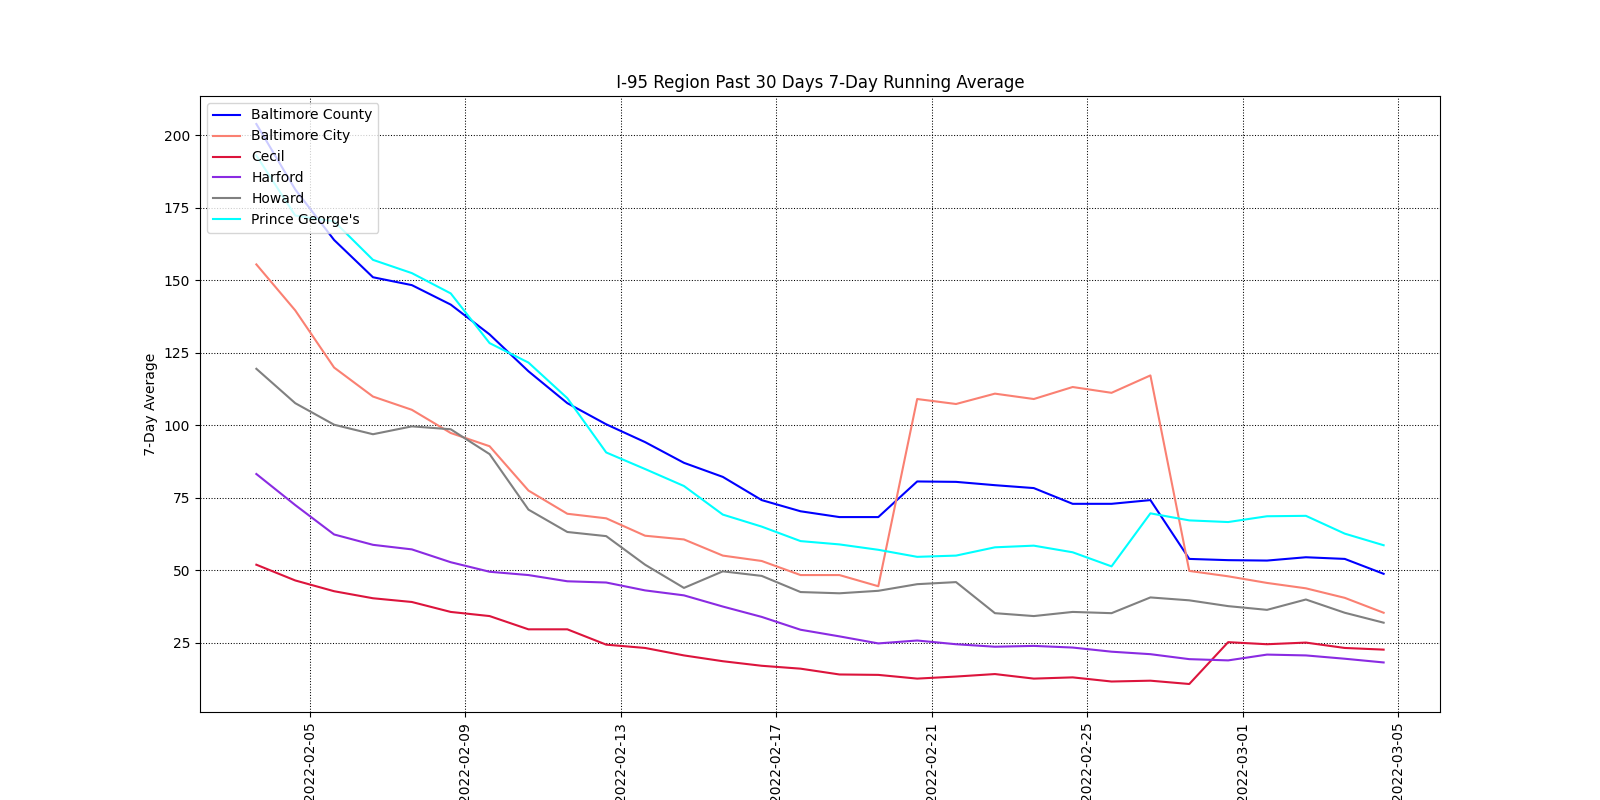 I-95 Region Past 30 Days 7-Day Running Average
Baltimore County
Baltimore City
Cecil
Harford
Howard
Prince George's
7-Day Average
200
175
150
125
100
75
50
25
2022-02-05
2022-02-09
2022-02-13
2022-02-17
2022-02-21
2022-02-25
2022-03-01
2022-03-05